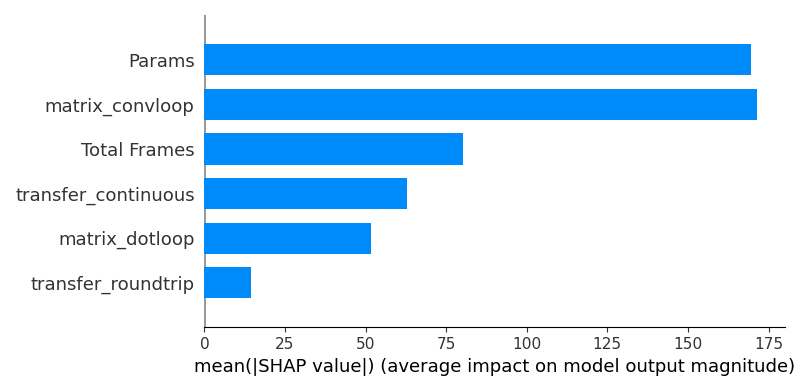 Params
matrix_convloop
Total Frames
transfer_continuous
matrix_dotloop
transfer_roundtrip
0 25 50 75 100 125 150 175
mean(|SHAP value|) (average impact on model output magnitude)